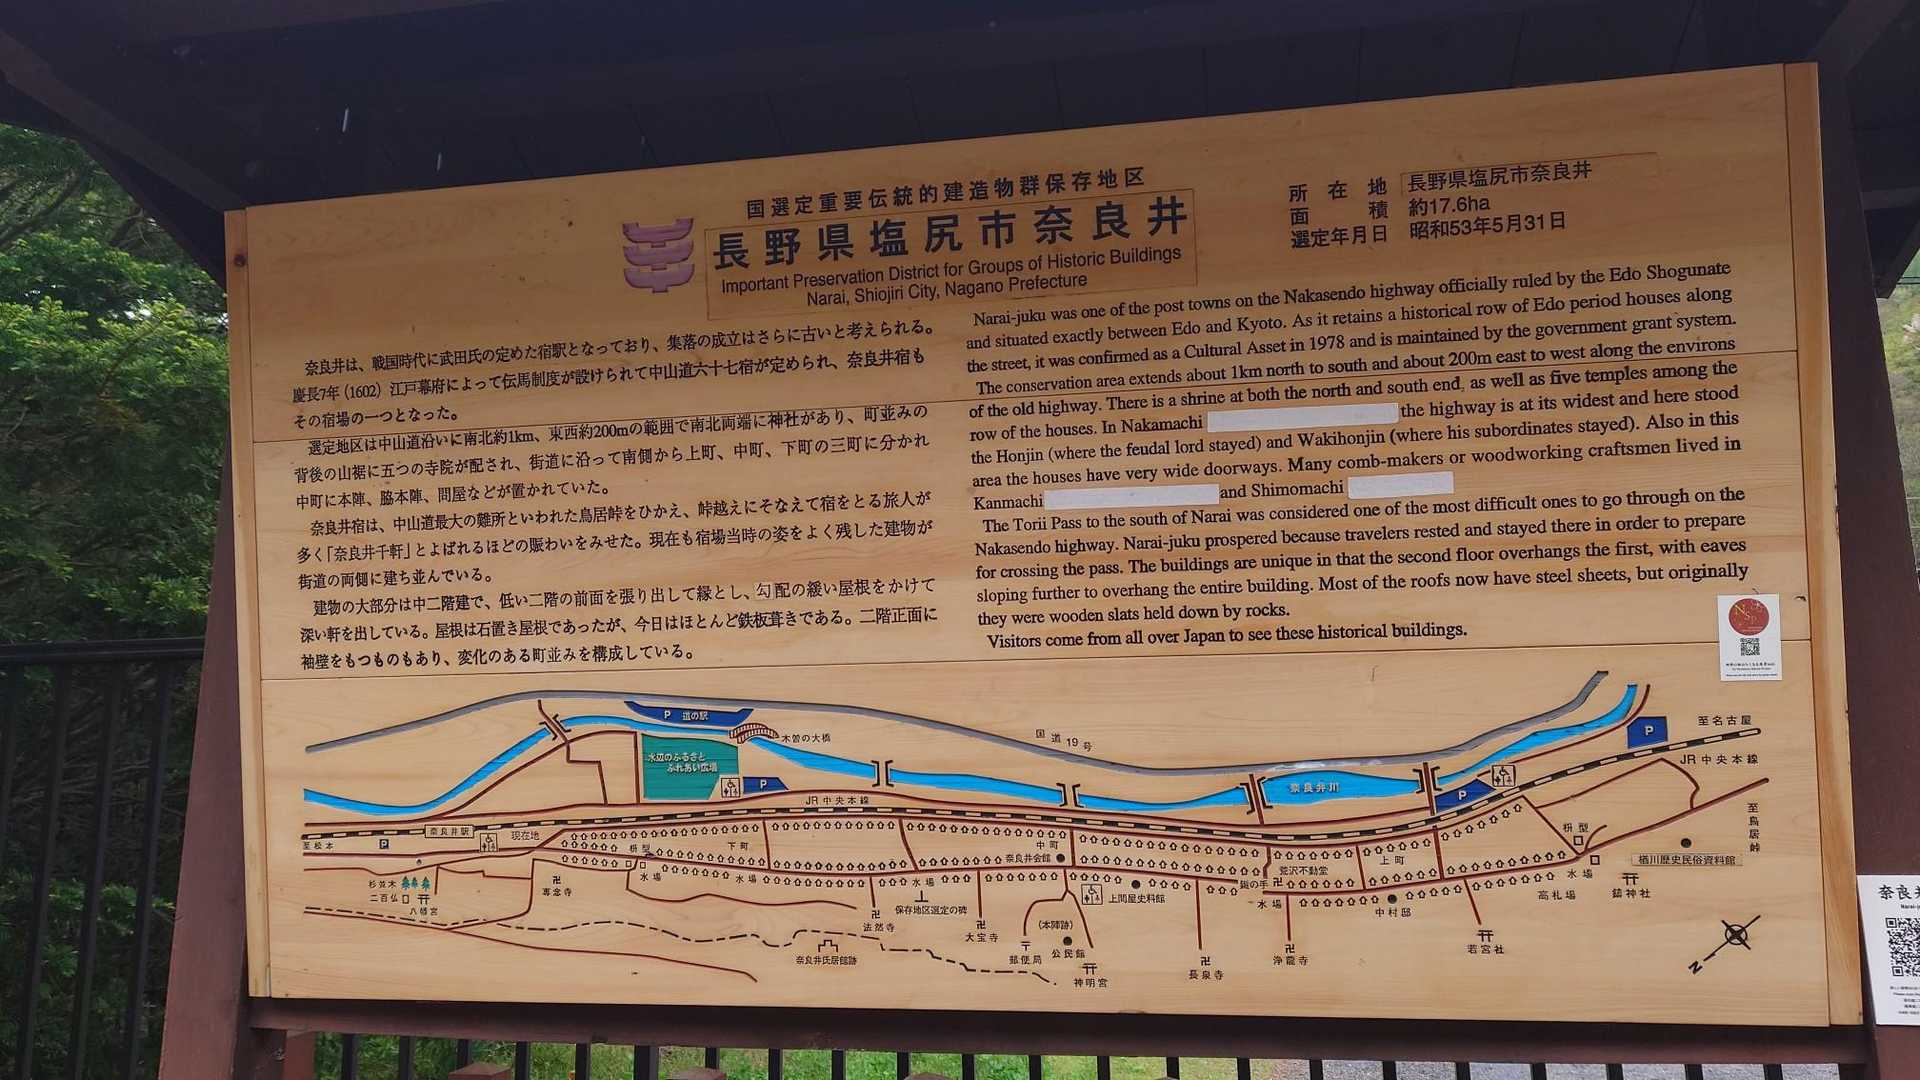 国選定重要伝統的建造物群保存地区
長野県塩尻市奈良井
Important Preservation District for Groups of Historic Buildings
Narai, Shiojiri City, Nagano Prefecture
所在地 長野県塩尻市奈良井
面積 約17.6ha
選定年月日 昭和53年5月31日
奈良井は、戦国時代に武田氏の定めた宿駅となっており、集落の成立はさらに古いと考えられる。
慶長7年(1602) 江戸幕府によって伝馬制度が設けられて中山道六十七宿が定められ、奈良井宿も
その宿場の一つとなった。
選定地区は中山道沿いに南北約1km、東西約200mの範囲で南北両端に神社があり、町並みの
背後の山裾に五つの寺院が配され、街道に沿って南側から上町、中町、下町の三町に分かれ
中町に本陣、脇本陣、問屋などが置かれていた。
奈良井宿は、中山道最大の難所といわれた鳥居峠をひかえ、峠越えにそなえて宿をとる旅人が
多く「奈良井千軒」とよばれるほどの賑わいをみせた。現在も宿場当時の姿をよく残した建物が
街道の両側に建ち並んでいる。
建物の大部分は中二階建で、低い二階の前面を張り出して縁とし、勾配の緩い屋根をかけて
深い軒を出している。屋根は石置き屋根であったが、今日はほとんど鉄板葺きである。二階正面に
袖壁をもつものもあり、変化のある町並みを構成している。
Narai-juku was one of the post towns on the Nakasendo highway officially ruled by the Edo Shogunate
and situated exactly between Edo and Kyoto. As it retains a historical row of Edo period houses along
the street, it was confirmed as a Cultural Asset in 1978 and is maintained by the government grant system.
The conservation area extends about 1km north to south and about 200m east to west along the environs
of the old highway. There is a shrine at both the north and south end, as well as five temples among the
row of the houses. In Nakamachi the highway is at its widest and here stood
the Honjin (where the feudal lord stayed) and Wakihonjin (where his subordinates stayed). Also in this
area the houses have very wide doorways. Many comb-makers or woodworking craftsmen lived in
Kanmachi and Shimomachi
The Torii Pass to the south of Narai was considered one of the most difficult ones to go through on the
Nakasendo highway. Narai-juku prospered because travelers rested and stayed there in order to prepare
for crossing the pass. The buildings are unique in that the second floor overhangs the first, with eaves
sloping further to overhang the entire building. Most of the roofs now have steel sheets, but originally
they were wooden slats held down by rocks.
Visitors come from all over Japan to see these historical buildings.
P 道の駅
木曽の大橋
国道19号
水辺のふるさと
ふれあい広場
P
奈良井川
P
P
至名古屋
JR中央本線
JR中央本線
奈良井駅
現在地
至松本
P
枡型
下町
中町
奈良井会館
上町
枡型
至鳥居峠
楢川歴史民俗資料館
水場
水場
水場
鍵の手
荒沢不動堂
水場
水場
高札場
鎮神社
杉並木
二百仏
八幡宮
専念寺
法然寺
保存地区選定の碑
大宝寺
上問屋史料館
(本陣跡)
郵便局
公民館
神明宮
長泉寺
浄龍寺
中村邸
若宮社
奈良井氏居館跡
N
NSP